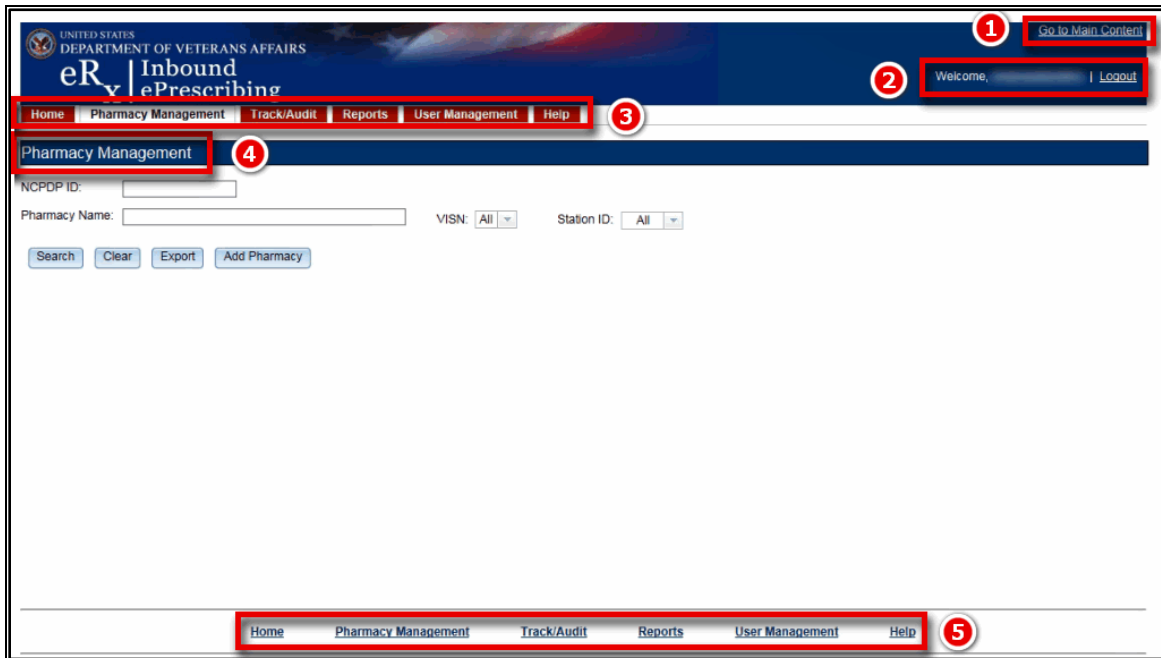 1 Go to Main Content
UNITED STATES
DEPARTMENT OF VETERANS AFFAIRS
eRx Inbound
ePrescribing
2 Welcome, | Logout
Home Pharmacy Management Track/Audit Reports User Management Help 3
Pharmacy Management 4
NCPDP ID:
Pharmacy Name: VISN: All Station ID: All
Search Clear Export Add Pharmacy
Home Pharmacy Management Track/Audit Reports User Management Help 5